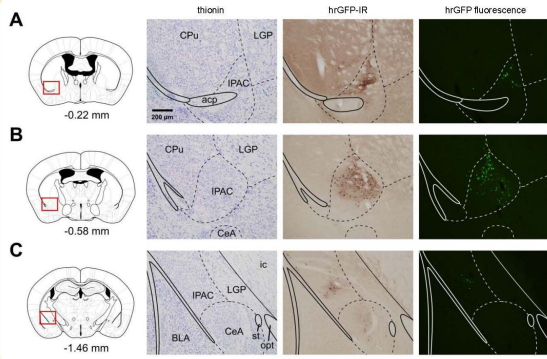 thionin hrGFP-IR hrGFP fluorescence
A
CPu LGP
IPAC
acp
200 µm
-0.22 mm
B
CPu LGP
IPAC
CeA
-0.58 mm
C
ic
IPAC LGP
BLA CeA
st opt
-1.46 mm